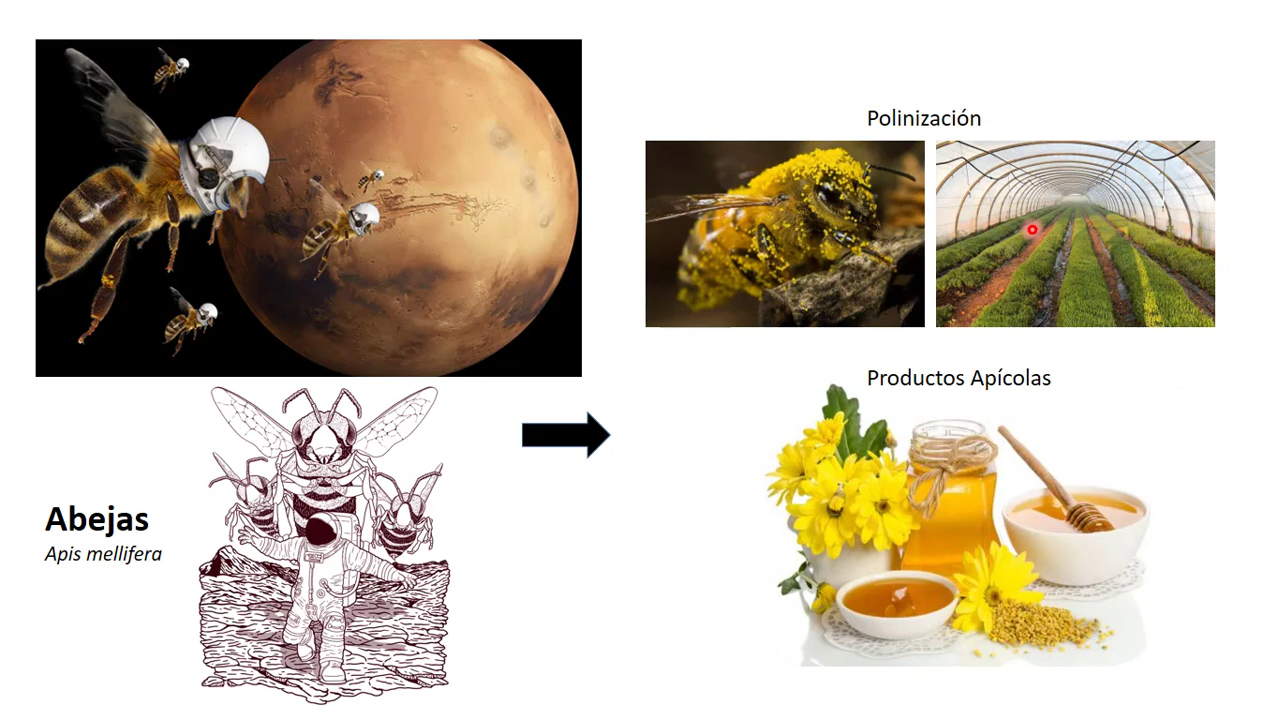 Polinización
Productos Apícolas
Abejas
Apis mellifera